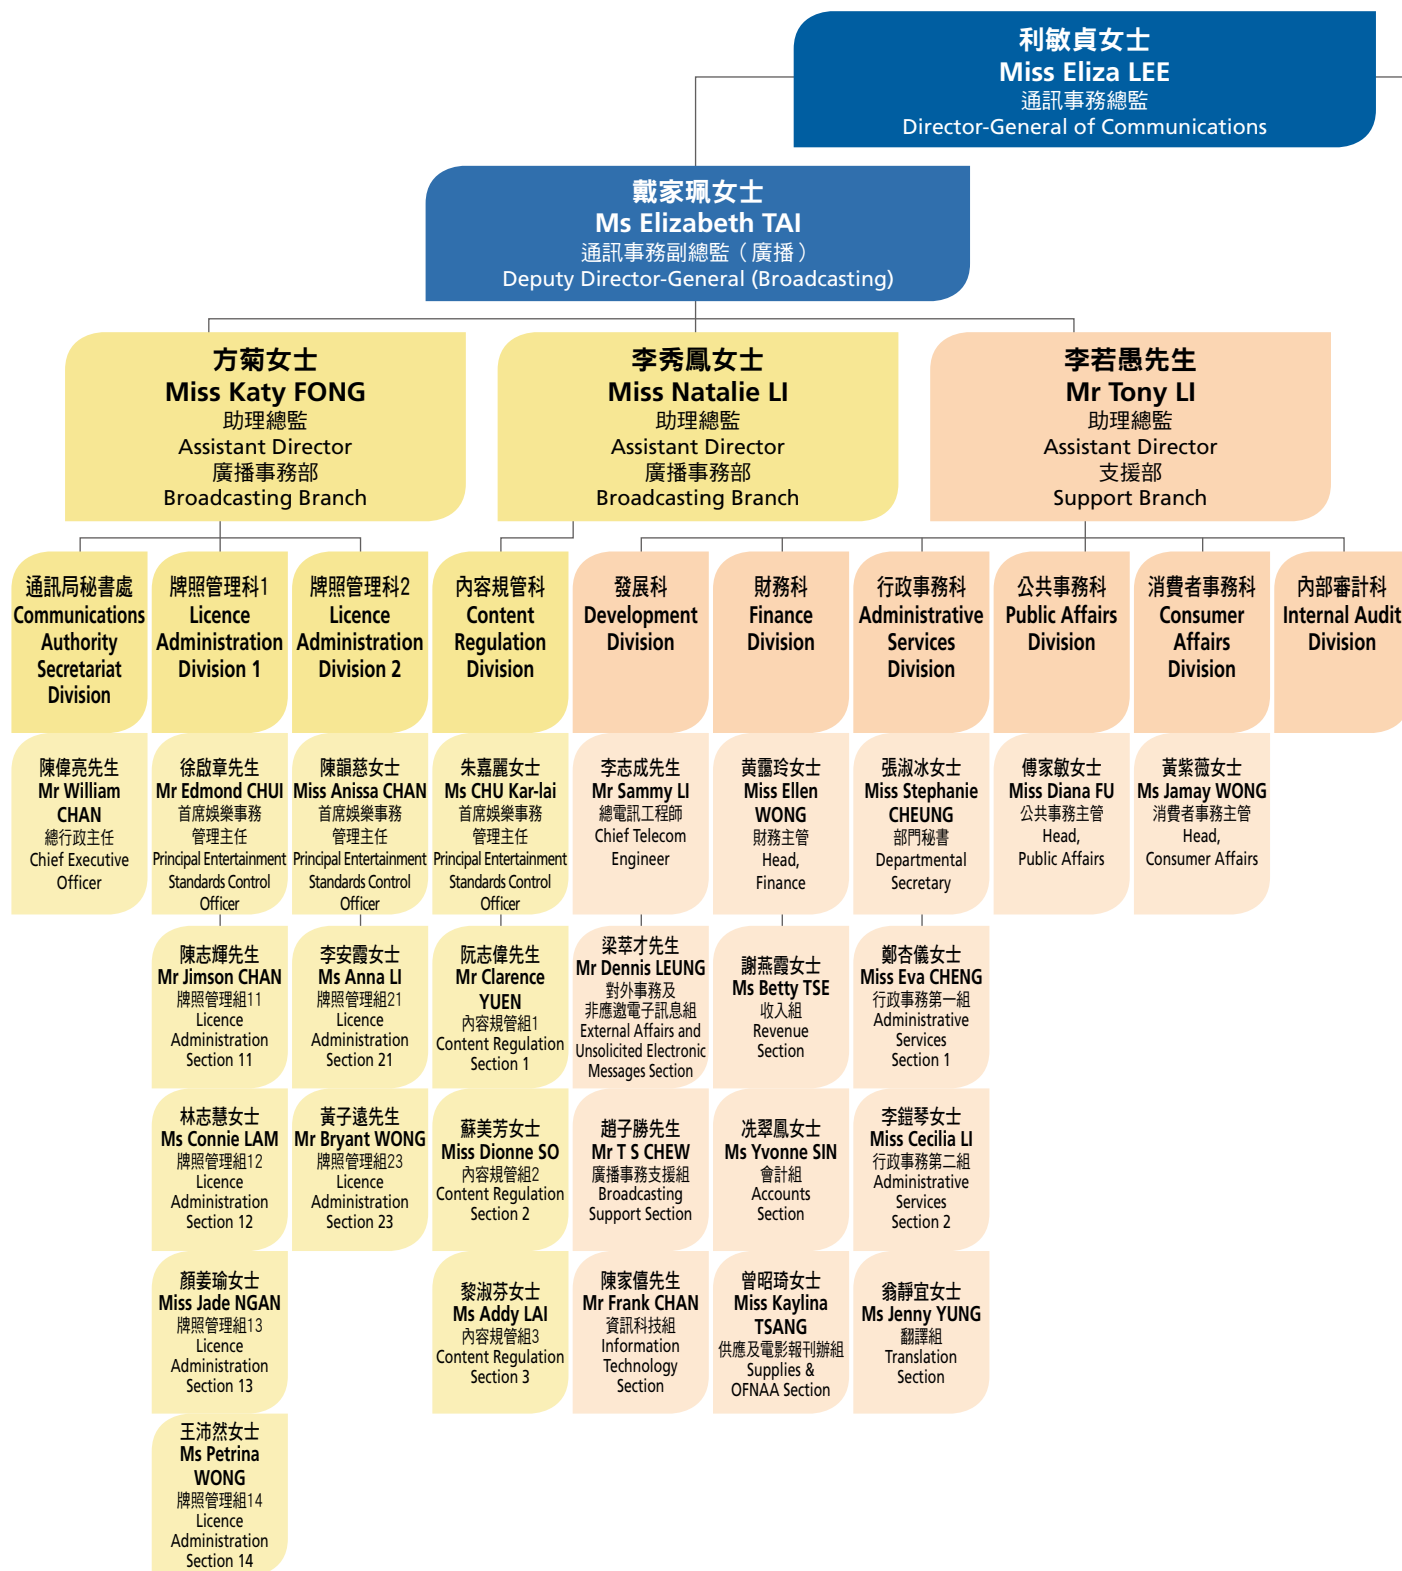 利敏貞女士
Miss Eliza LEE
通訊事務總監
Director-General of Communications
戴家珮女士
Ms Elizabeth TAI
通訊事務副總監（廣播）
Deputy Director-General (Broadcasting)
方菊女士
Miss Katy FONG
助理總監
Assistant Director
廣播事務部
Broadcasting Branch
李秀鳳女士
Miss Natalie LI
助理總監
Assistant Director
廣播事務部
Broadcasting Branch
李若愚先生
Mr Tony LI
助理總監
Assistant Director
支援部
Support Branch
通訊局秘書處
Communications
Authority
Secretariat
Division
牌照管理科1
Licence
Administration
Division 1
牌照管理科2
Licence
Administration
Division 2
內容規管科
Content
Regulation
Division
發展科
Development
Division
財務科
Finance
Division
行政事務科
Administrative
Services
Division
公共事務科
Public Affairs
Division
消費者事務科
Consumer
Affairs
Division
內部審計科
Internal Audit
Division
陳偉亮先生
Mr William
CHAN
總行政主任
Chief Executive
Officer
徐啟章先生
Mr Edmond CHUI
首席娛樂事務
管理主任
Principal Entertainment
Standards Control
Officer
陳韻慈女士
Miss Anissa CHAN
首席娛樂事務
管理主任
Principal Entertainment
Standards Control
Officer
朱嘉麗女士
Ms CHU Kar-lai
首席娛樂事務
管理主任
Principal Entertainment
Standards Control
Officer
李志成先生
Mr Sammy LI
總電訊工程師
Chief Telecom
Engineer
黃靄玲女士
Miss Ellen
WONG
財務主管
Head,
Finance
張淑冰女士
Miss Stephanie
CHEUNG
部門秘書
Departmental
Secretary
傅家敏女士
Miss Diana FU
公共事務主管
Head,
Public Affairs
黃紫薇女士
Ms Jamay WONG
消費者事務主管
Head,
Consumer Affairs
陳志輝先生
Mr Jimson CHAN
牌照管理組11
Licence
Administration
Section 11
李安霞女士
Ms Anna LI
牌照管理組21
Licence
Administration
Section 21
阮志偉先生
Mr Clarence
YUEN
內容規管組1
Content Regulation
Section 1
梁萃才先生
Mr Dennis LEUNG
對外事務及
非應邀電子訊息組
External Affairs and
Unsolicited Electronic
Messages Section
謝燕霞女士
Ms Betty TSE
收入組
Revenue
Section
鄭杏儀女士
Miss Eva CHENG
行政事務第一組
Administrative
Services
Section 1
林志慧女士
Ms Connie LAM
牌照管理組12
Licence
Administration
Section 12
黃子遠先生
Mr Bryant WONG
牌照管理組23
Licence
Administration
Section 23
蘇美芳女士
Miss Dionne SO
內容規管組2
Content Regulation
Section 2
趙子勝先生
Mr T S CHEW
廣播事務支援組
Broadcasting
Support Section
冼翠鳳女士
Ms Yvonne SIN
會計組
Accounts
Section
李鎧琴女士
Miss Cecilia LI
行政事務第二組
Administrative
Services
Section 2
顏姜瑜女士
Miss Jade NGAN
牌照管理組13
Licence
Administration
Section 13
黎淑芬女士
Ms Addy LAI
內容規管組3
Content Regulation
Section 3
陳家僖先生
Mr Frank CHAN
資訊科技組
Information
Technology
Section
曾昭琦女士
Miss Kaylina
TSANG
供應及電影報刊辦組
Supplies &
OFNAA Section
翁靜宜女士
Ms Jenny YUNG
翻譯組
Translation
Section
王沛然女士
Ms Petrina
WONG
牌照管理組14
Licence
Administration
Section 14